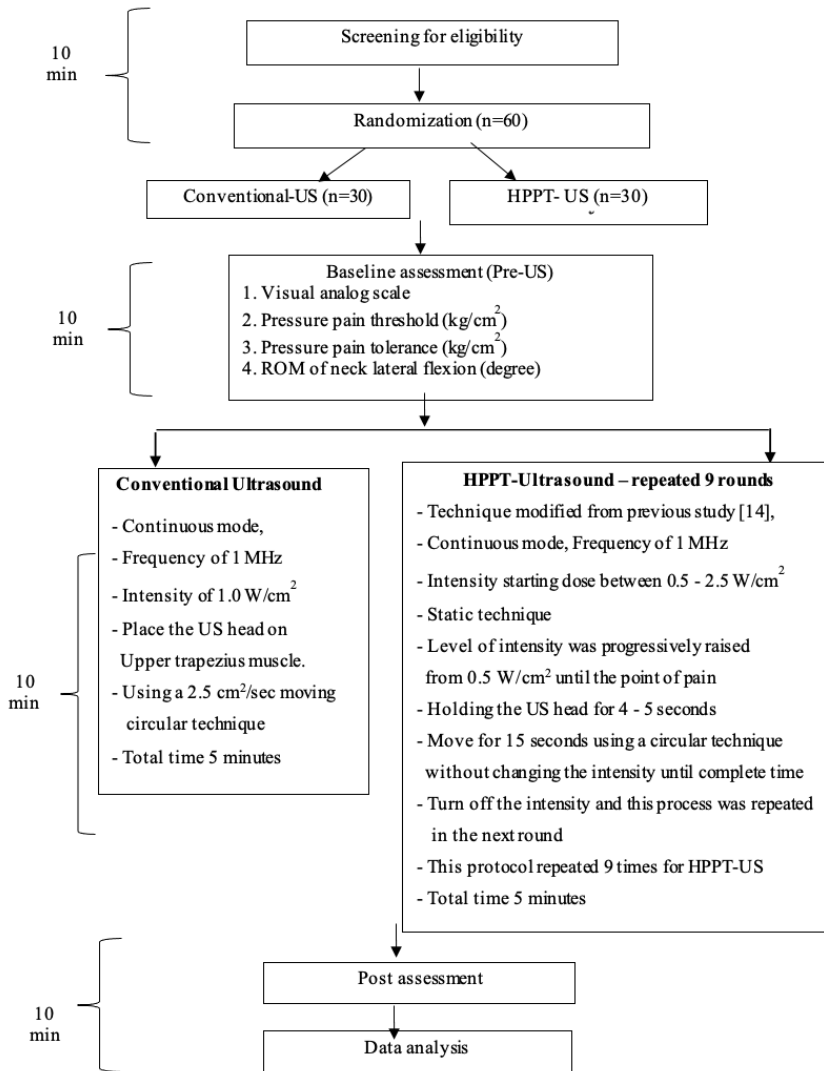 10
min
Screening for eligibility
Randomization (n=60)
Conventional-US (n=30)
HPPT- US (n=30)
10
min
Baseline assessment (Pre-US)
1. Visual analog scale
2. Pressure pain threshold (kg/cm²)
3. Pressure pain tolerance (kg/cm²)
4. ROM of neck lateral flexion (degree)
10
min
Conventional Ultrasound
- Continuous mode,
- Frequency of 1 MHz
- Intensity of 1.0 W/cm²
- Place the US head on
Upper trapezius muscle.
- Using a 2.5 cm²/sec moving
circular technique
- Total time 5 minutes
HPPT-Ultrasound – repeated 9 rounds
- Technique modified from previous study [14],
- Continuous mode, Frequency of 1 MHz
- Intensity starting dose between 0.5 - 2.5 W/cm²
- Static technique
- Level of intensity was progressively raised
from 0.5 W/cm² until the point of pain
- Holding the US head for 4 - 5 seconds
- Move for 15 seconds using a circular technique
without changing the intensity until complete time
- Turn off the intensity and this process was repeated
in the next round
- This protocol repeated 9 times for HPPT-US
- Total time 5 minutes
10
min
Post assessment
Data analysis